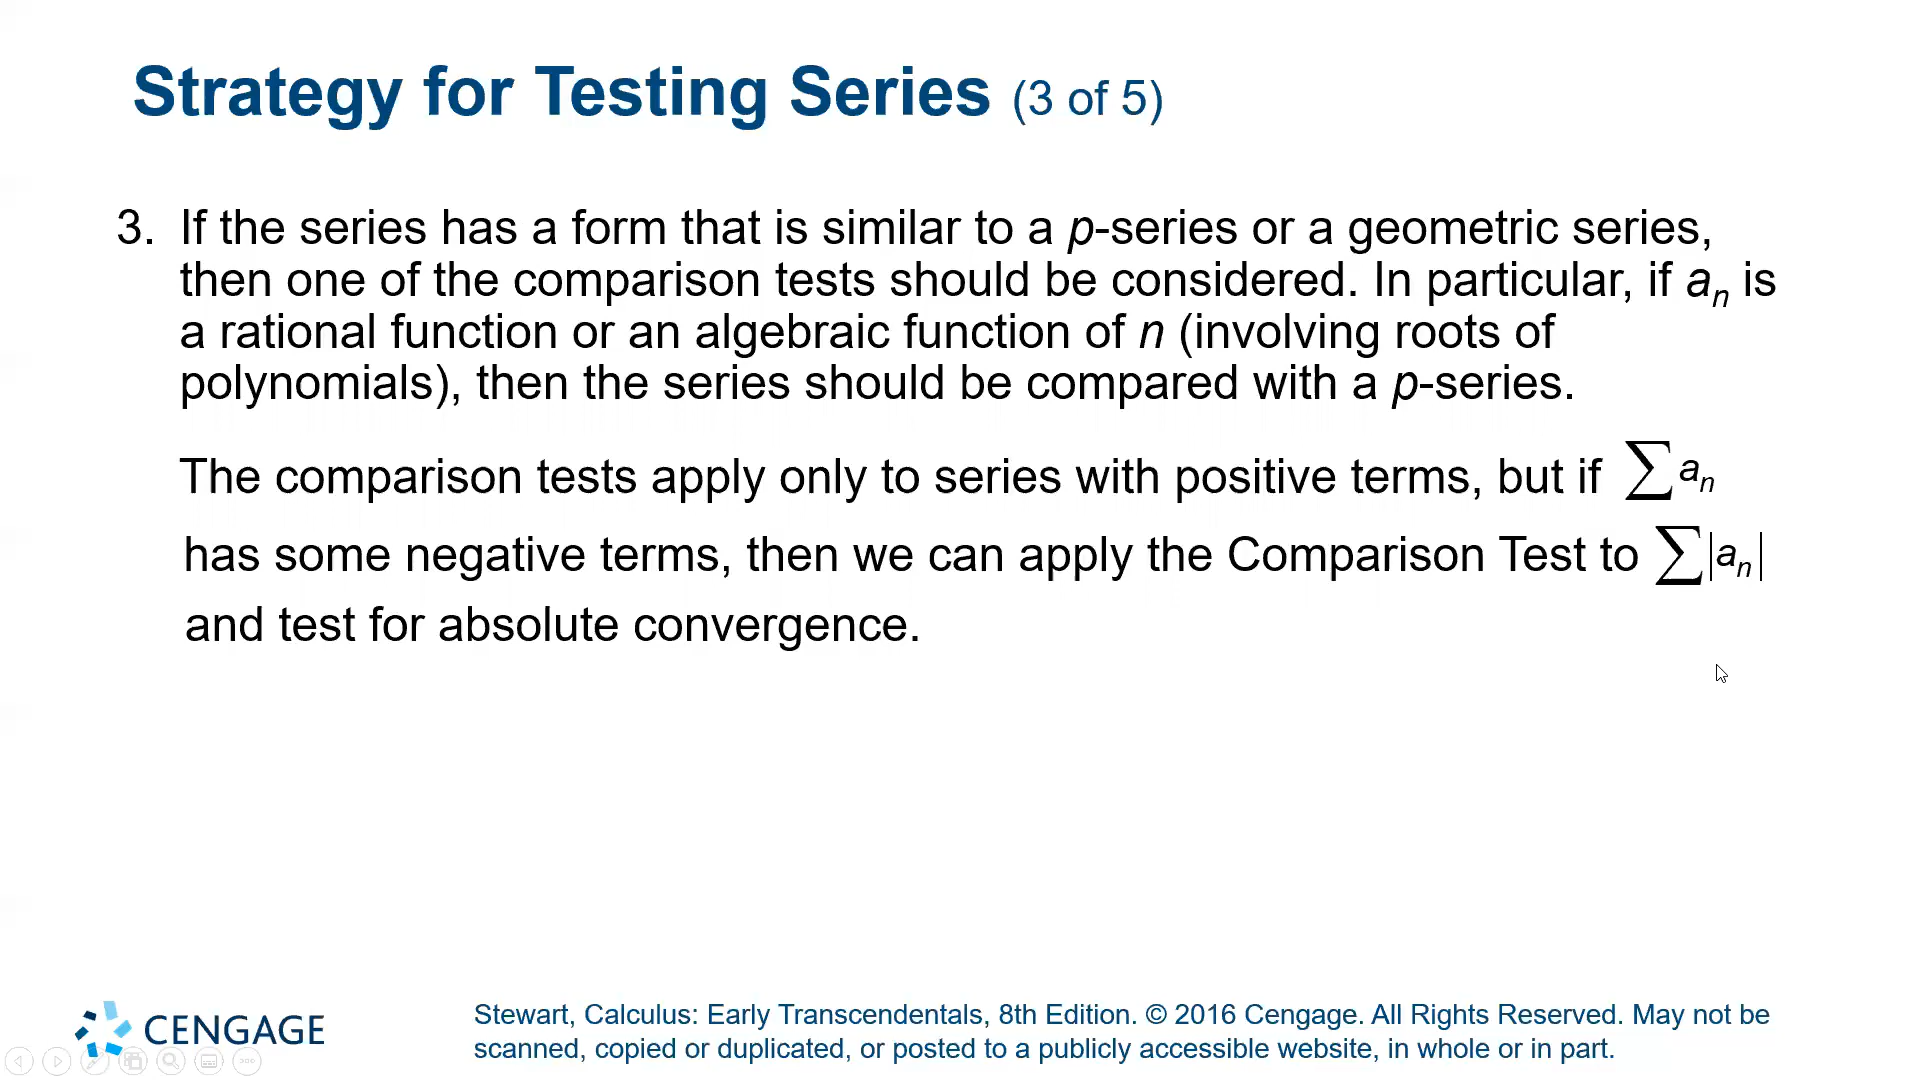 Strategy for Testing Series (3 of 5)
3. If the series has a form that is similar to a p-series or a geometric series,
then one of the comparison tests should be considered. In particular, if aₙ is
a rational function or an algebraic function of n (involving roots of
polynomials), then the series should be compared with a p-series.
The comparison tests apply only to series with positive terms, but if ∑aₙ
has some negative terms, then we can apply the Comparison Test to ∑|aₙ|
and test for absolute convergence.
CENGAGE
Stewart, Calculus: Early Transcendentals, 8th Edition. © 2016 Cengage. All Rights Reserved. May not be
scanned, copied or duplicated, or posted to a publicly accessible website, in whole or in part.